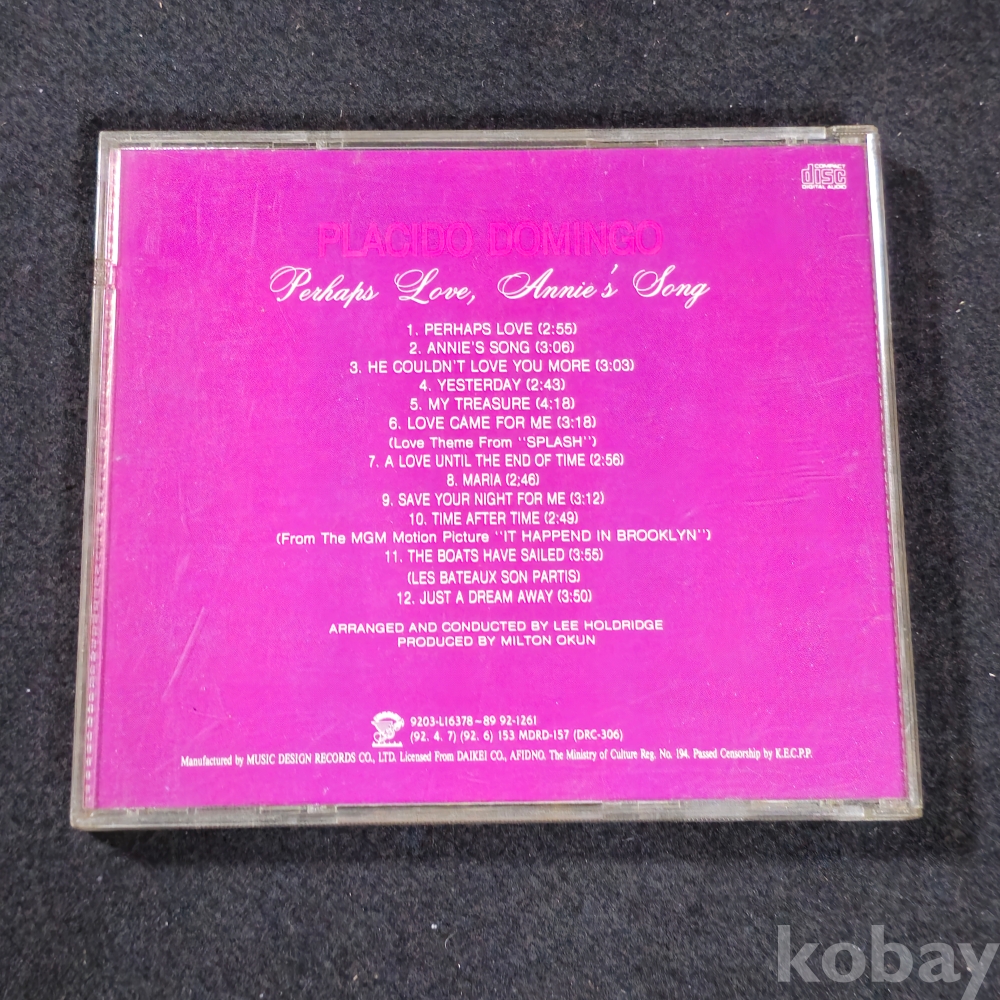 COMPACT
disc
DIGITAL AUDIO
PLACIDO DOMINGO
Perhaps Love, Annie's Song
1. PERHAPS LOVE (2:55)
2. ANNIE'S SONG (3:06)
3. HE COULDN'T LOVE YOU MORE (3:03)
4. YESTERDAY (2:43)
5. MY TREASURE (4:18)
6. LOVE CAME FOR ME (3:18)
(Love Theme From "SPLASH")
7. A LOVE UNTIL THE END OF TIME (2:56)
8. MARIA (2;46)
9. SAVE YOUR NIGHT FOR ME (3:12)
10. TIME AFTER TIME (2:49)
(From The MGM Motion Picture "IT HAPPEND IN BROOKLYN")
11. THE BOATS HAVE SAILED (3:55)
(LES BATEAUX SON PARTIS)
12. JUST A DREAM AWAY (3:50)
ARRANGED AND CONDUCTED BY LEE HOLDRIDGE
PRODUCED BY MILTON OKUN
9203-L16378~89 92-1261
(92. 4. 7) (92. 6) 153 MDRD-157 (DRC-306)
Manufactured by MUSIC DESIGN RECORDS CO., LTD. Licensed From DAIKEI CO., AFIDNO. The Ministry of Culture Reg. No. 194. Passed Censorship by K.E.C.P.P.
kobay